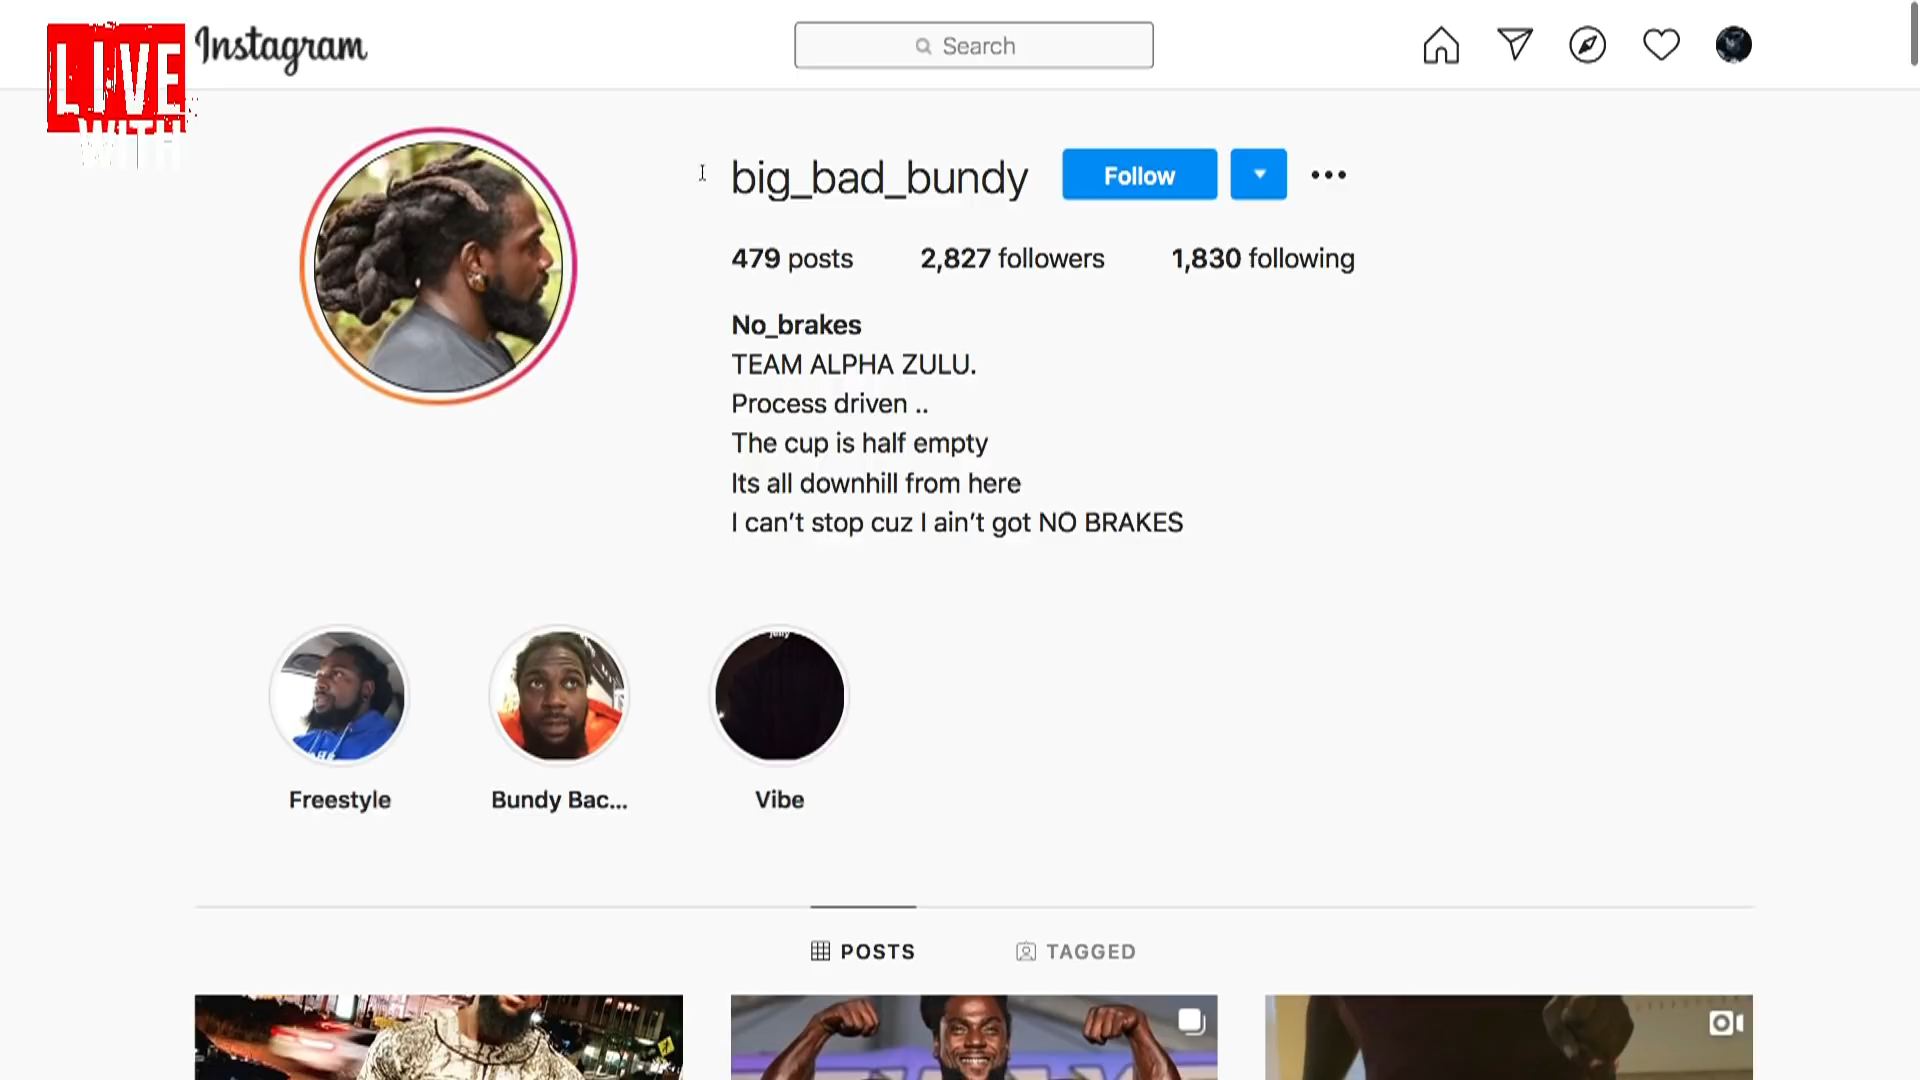 LIVE
WITH
Instagram
Search
big_bad_bundy
Follow
479 posts
2,827 followers
1,830 following
No_brakes
TEAM ALPHA ZULU.
Process driven ..
The cup is half empty
Its all downhill from here
I can’t stop cuz I ain’t got NO BRAKES
Freestyle
Bundy Bac...
Vibe
POSTS
TAGGED